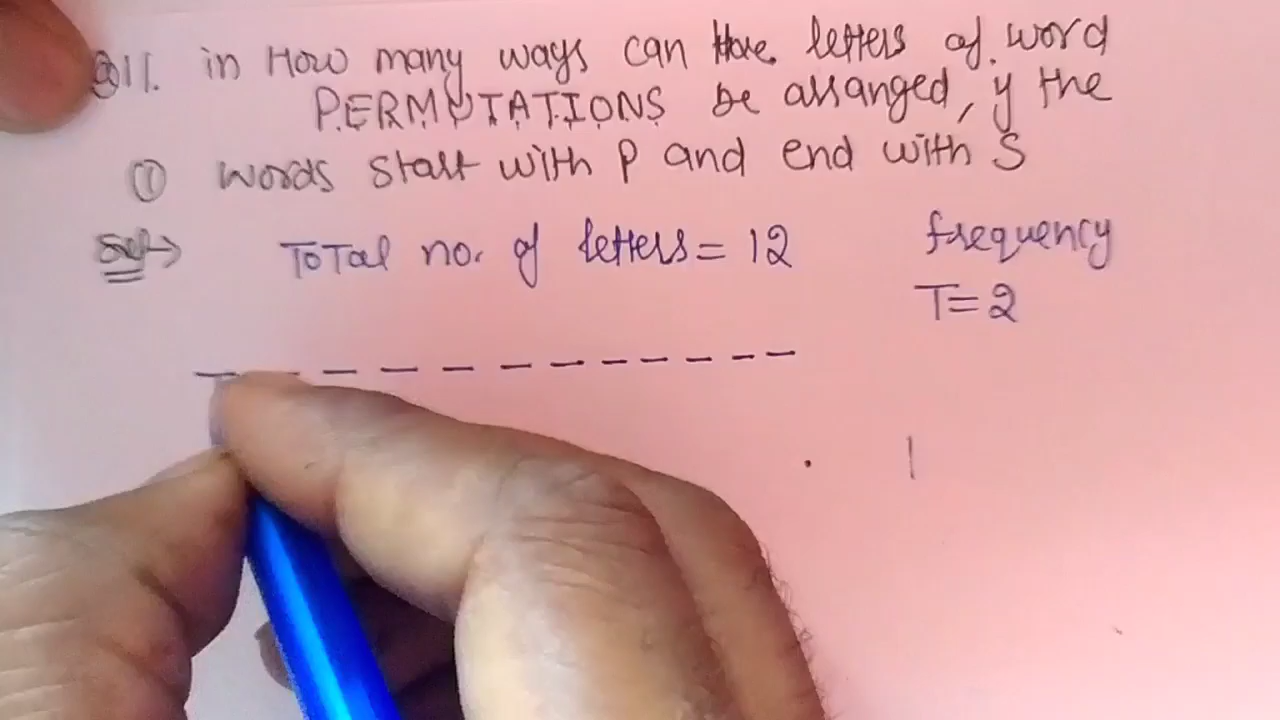 Q11. in How many ways can the letters of word
PERMUTATIONS be arranged, if the
① words start with P and end with S
Sol→ Total no. of letters = 12 frequency
T=2